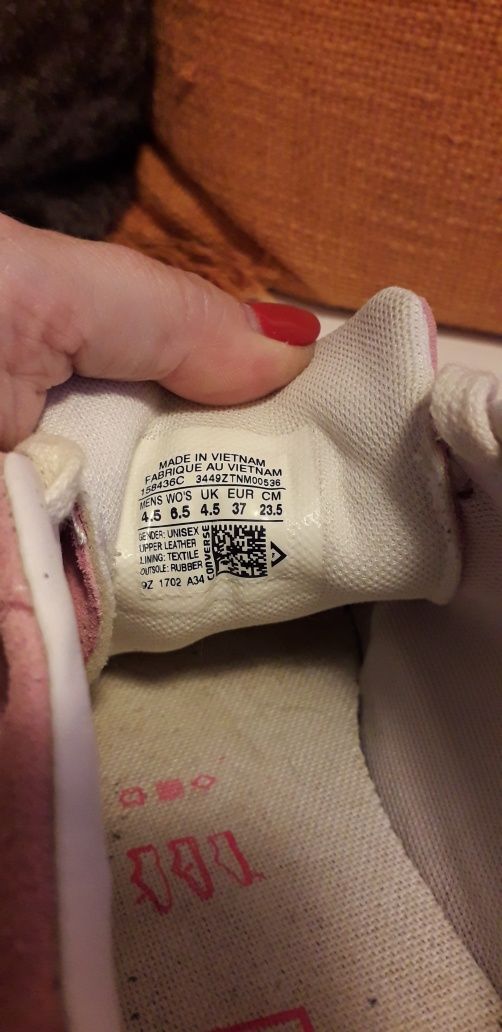 MADE IN VIETNAM
FABRIQUE AU VIETNAM
158436C 3449ZTNM00536
MENS WO'S UK EUR CM
4.5 6.5 4.5 37 23.5
GENDER: UNISEX
UPPER LEATHER
LINING: TEXTILE
OUTSOLE: RUBBER
CONVERSE
9Z 1702 A34